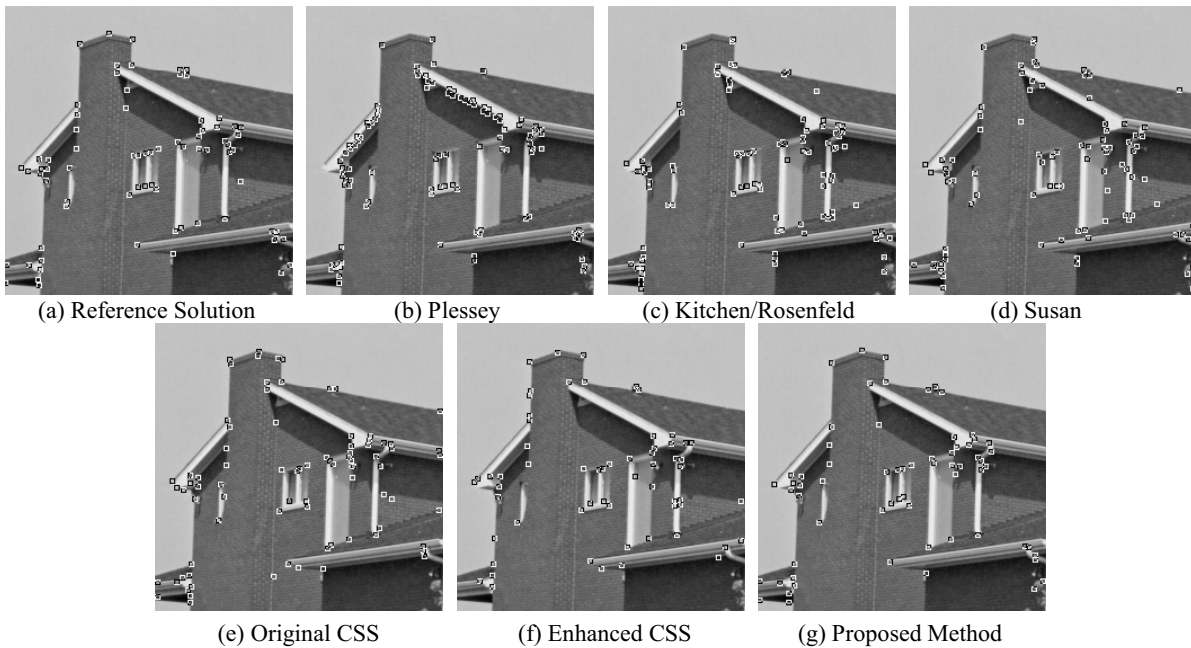 (a) Reference Solution
(b) Plessey
(c) Kitchen/Rosenfeld
(d) Susan
(e) Original CSS
(f) Enhanced CSS
(g) Proposed Method